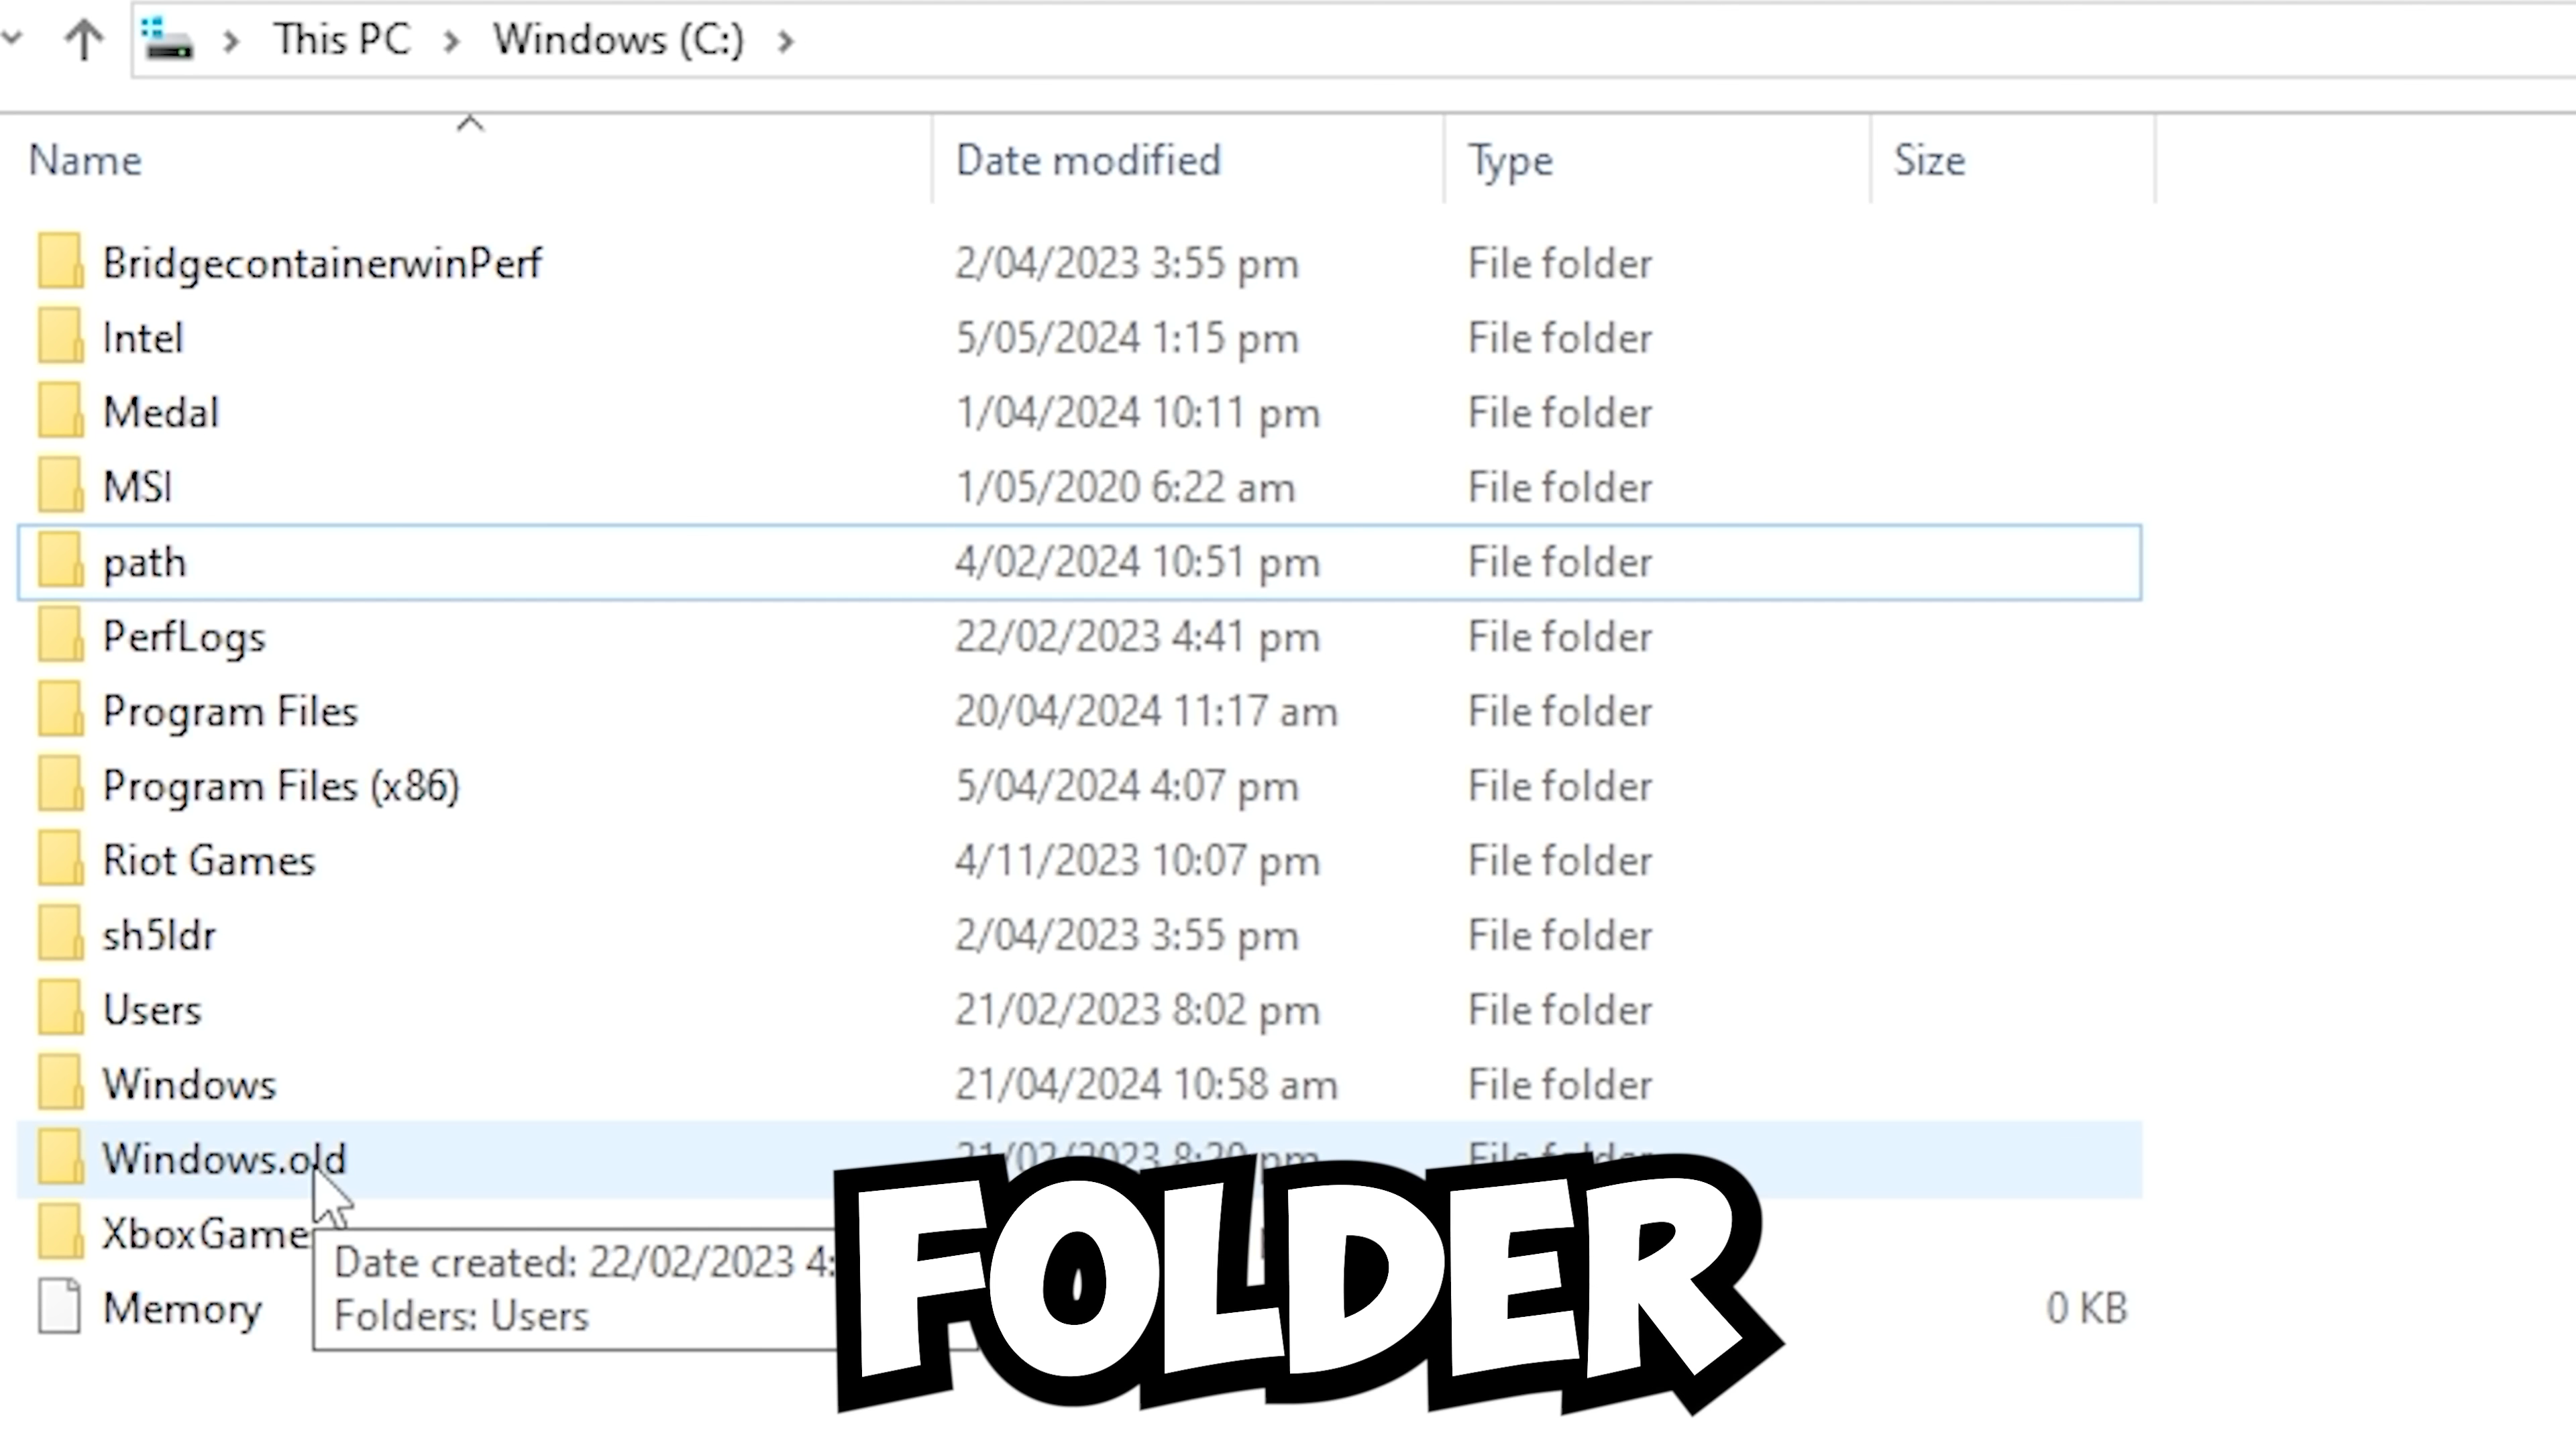 This PC > Windows (C:) >
Name Date modified Type Size
BridgecontainerwinPerf 2/04/2023 3:55 pm File folder
Intel 5/05/2024 1:15 pm File folder
Medal 1/04/2024 10:11 pm File folder
MSI 1/05/2020 6:22 am File folder
path 4/02/2024 10:51 pm File folder
PerfLogs 22/02/2023 4:41 pm File folder
Program Files 20/04/2024 11:17 am File folder
Program Files (x86) 5/04/2024 4:07 pm File folder
Riot Games 4/11/2023 10:07 pm File folder
sh5ldr 2/04/2023 3:55 pm File folder
Users 21/02/2023 8:02 pm File folder
Windows 21/04/2024 10:58 am File folder
Windows.old pm File folder
XboxGame
Date created: 22/02/2023 4:
Folders: Users
Memory 0 KB
FOLDER